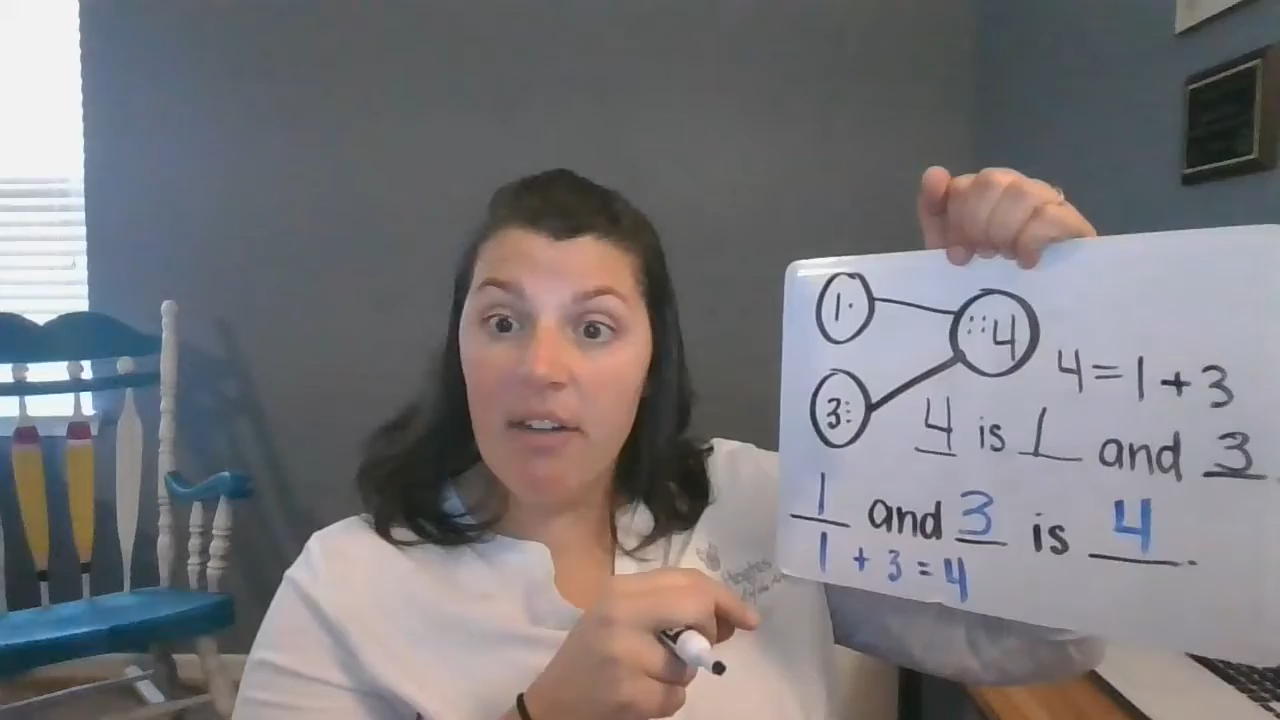 1
4
3
4 = 1 + 3
4 is 1 and 3
1 and 3 is 4.
1 + 3 = 4